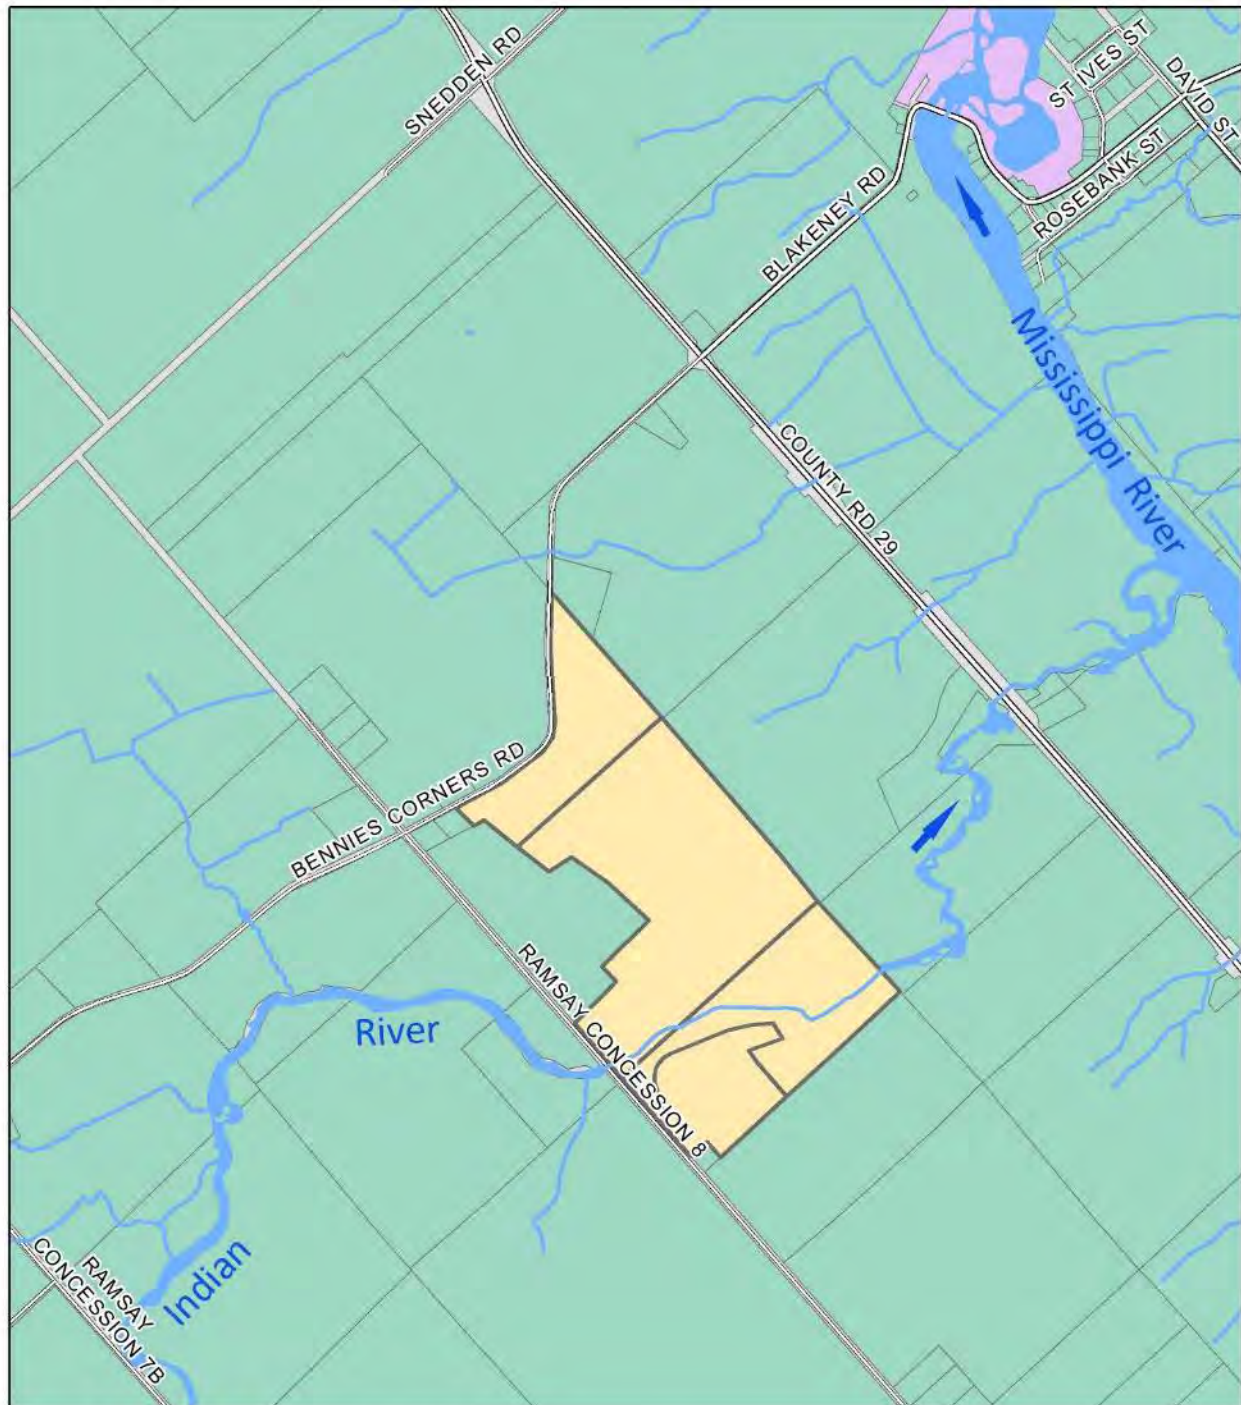 SNEDDEN RD
ST IVES ST
DAVID ST
ROSEBANK ST
BLAKENEY RD
Mississippi River
COUNTY RD 29
BENNIES CORNERS RD
RAMSAY CONCESSION 8
River
Indian
RAMSAY
CONCESSION 7B